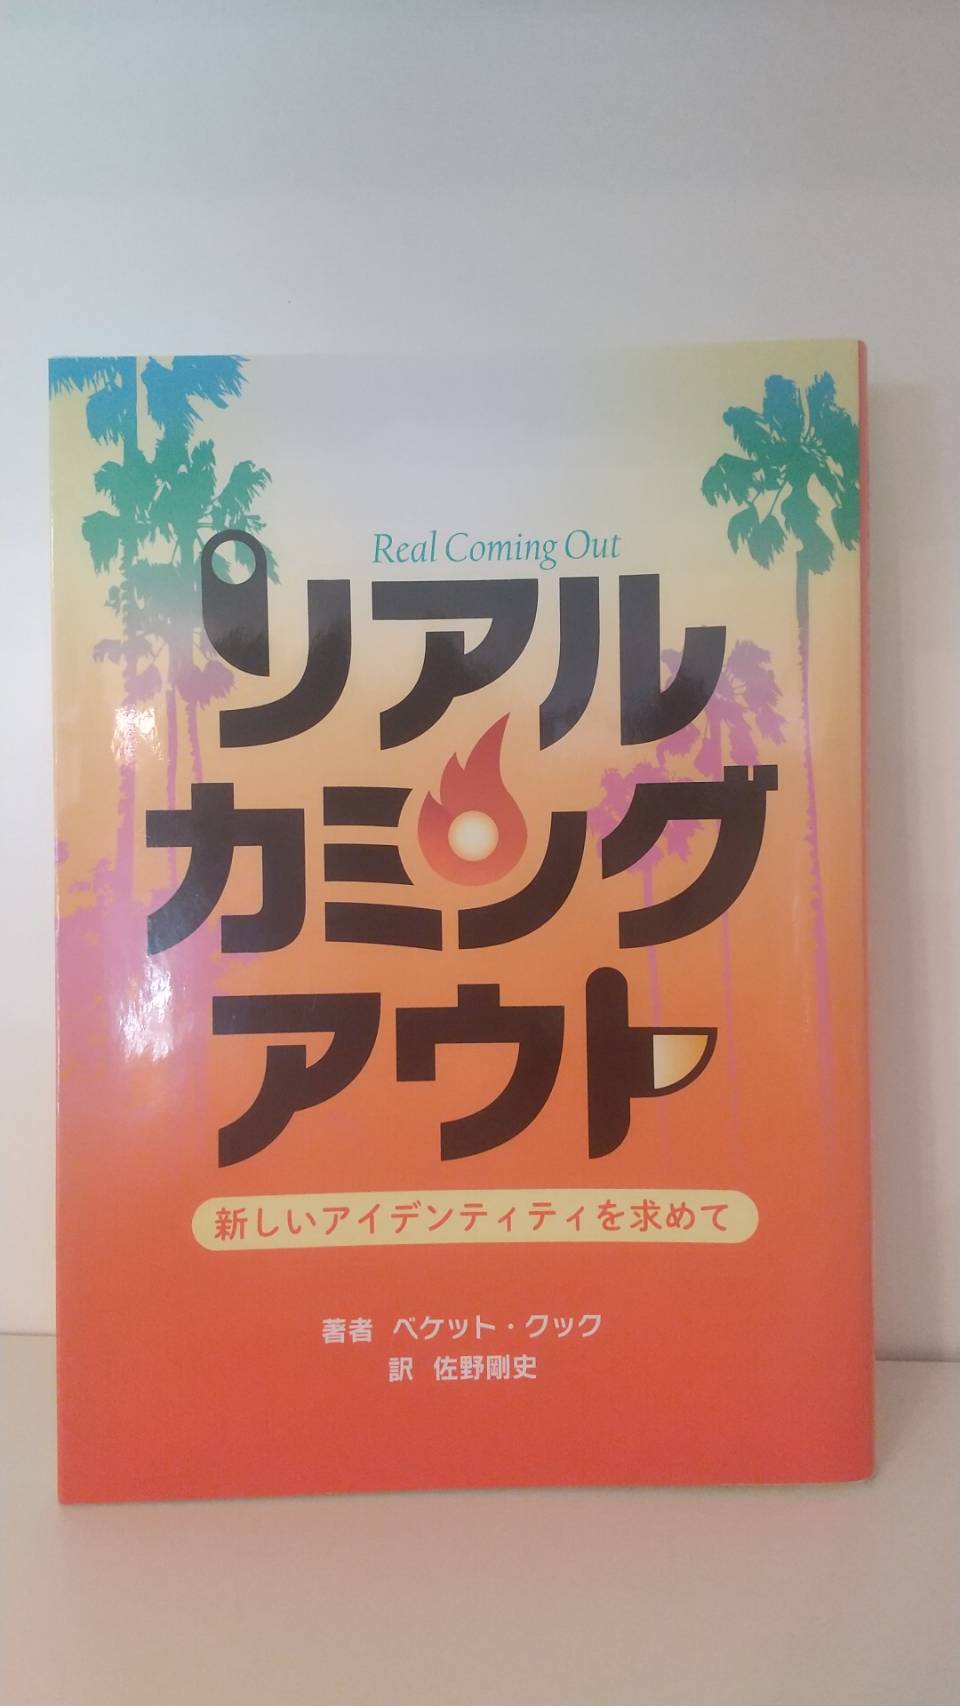 Real Coming Out
リアル
カミング
アウト
新しいアイデンティティを求めて
著者 ベケット・クック
訳 佐野剛史